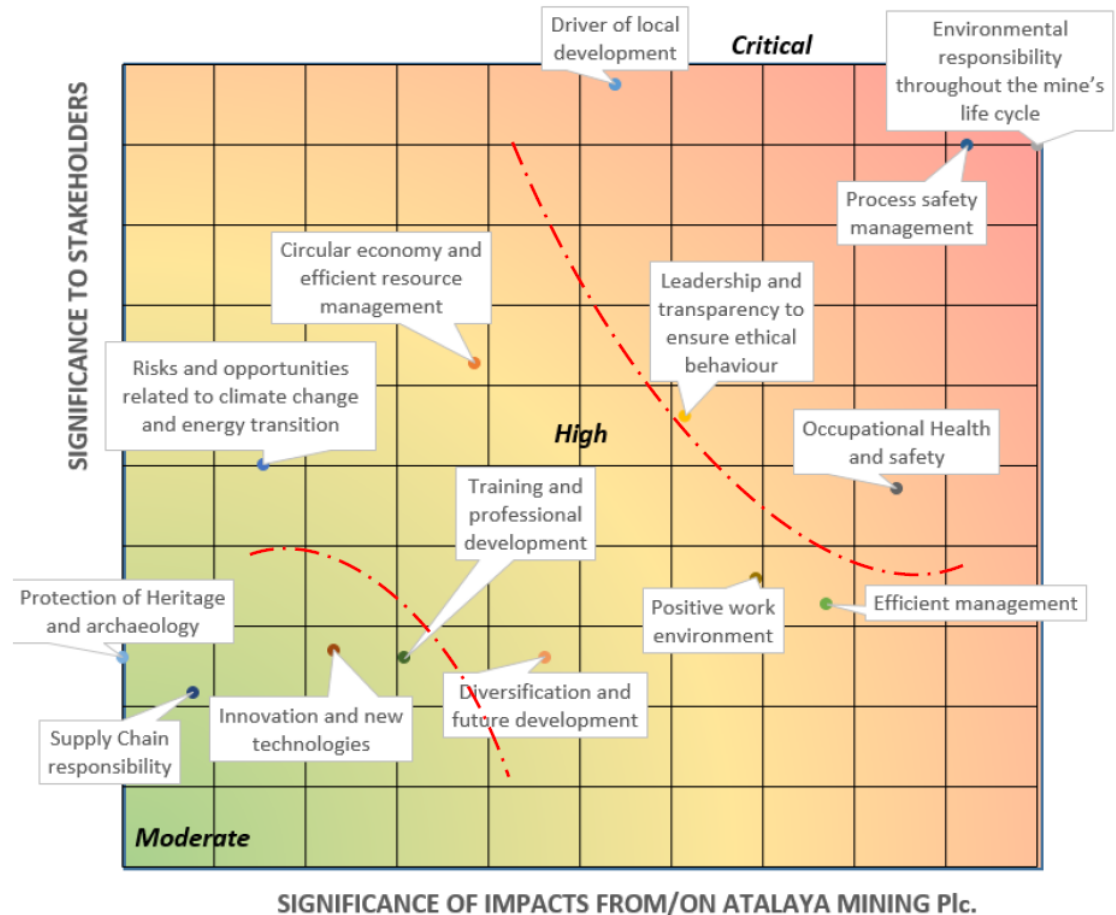 Driver of local
development
Critical
Environmental
responsibility
throughout the mine's
life cycle
SIGNIFICANCE TO STAKEHOLDERS
Process safety
management
Circular economy and
efficient resource
management
Leadership and
transparency to
ensure ethical
behaviour
Risks and opportunities
related to climate change
and energy transition
High
Occupational Health
and safety
Training and
professional
development
Protection of Heritage
and archaeology
Positive work
environment
Efficient management
Supply Chain
responsibility
Innovation and new
technologies
Diversification and
future development
Moderate
SIGNIFICANCE OF IMPACTS FROM/ON ATALAYA MINING Plc.